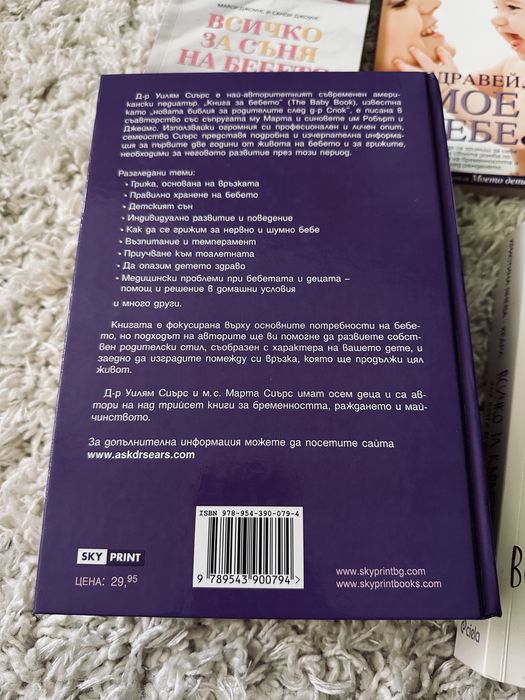 МАРСИ ДЖОУНС И САНДИ ДЖОУНС
ВСИЧКО
ЗА СЪНЯ
НА БЕБЕТО
ЗДРАВЕЙ,
МОЕ
БЕБЕ
Моето дете
Д-р Уилям Сиърс е най-авторитетният съвременен амери-
кански педиатър. „Книга за бебето" (The Baby Book), известна
като „новата библия за родителите след д-р Спок", е писана в
съавторство със съпругата му Марта и синовете им Робърт и
Джеймс. Използвайки огромния си професионален и личен опит,
семейство Сиърс представя подробна и изчерпателна информа-
ция за първите две години от живота на бебето и за грижите,
необходими за неговото развитие през този период.
Разгледани теми:
• Грижа, основана на връзката
• Правилно хранене на бебето
• Детският сън
• Индивидуално развитие и поведение
• Как да се грижим за нервно и шумно бебе
• Възпитание и темперамент
• Приучване към тоалетната
• Да опазим детето здраво
• Медицински проблеми при бебетата и децата –
помощ и решение в домашни условия
и много други.
Книгата е фокусирана върху основните потребности на бебе-
то, но подходът на авторите ще ви помогне да развиете собст-
вен родителски стил, съобразен с характера на вашето дете, и
заедно да изградите помежду си връзка, която ще продължи цял
живот.
Д-р Уилям Сиърс и м.с. Марта Сиърс имат осем деца и са ав-
тори на над трийсет книги за бременността, раждането и май-
чинството.
За допълнителна информация можете да посетите сайта
www.askdrsears.com
ISBN 978-954-390-079-4
9 789543 900794
SKY PRINT
ЦЕНА: 29,95
www.skyprintbg.com
www.skyprintbooks.com
@ciela